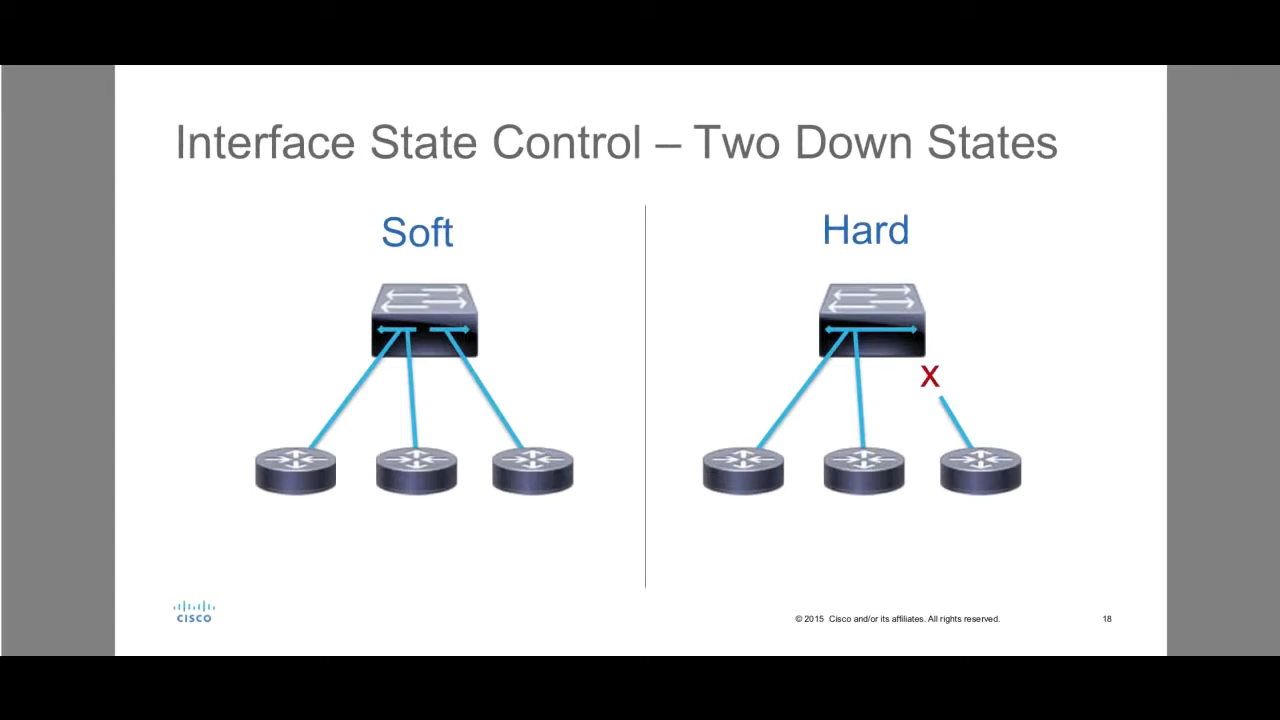 Interface State Control – Two Down States
Soft
Hard
X
CISCO
© 2015 Cisco and/or its affiliates. All rights reserved.
18